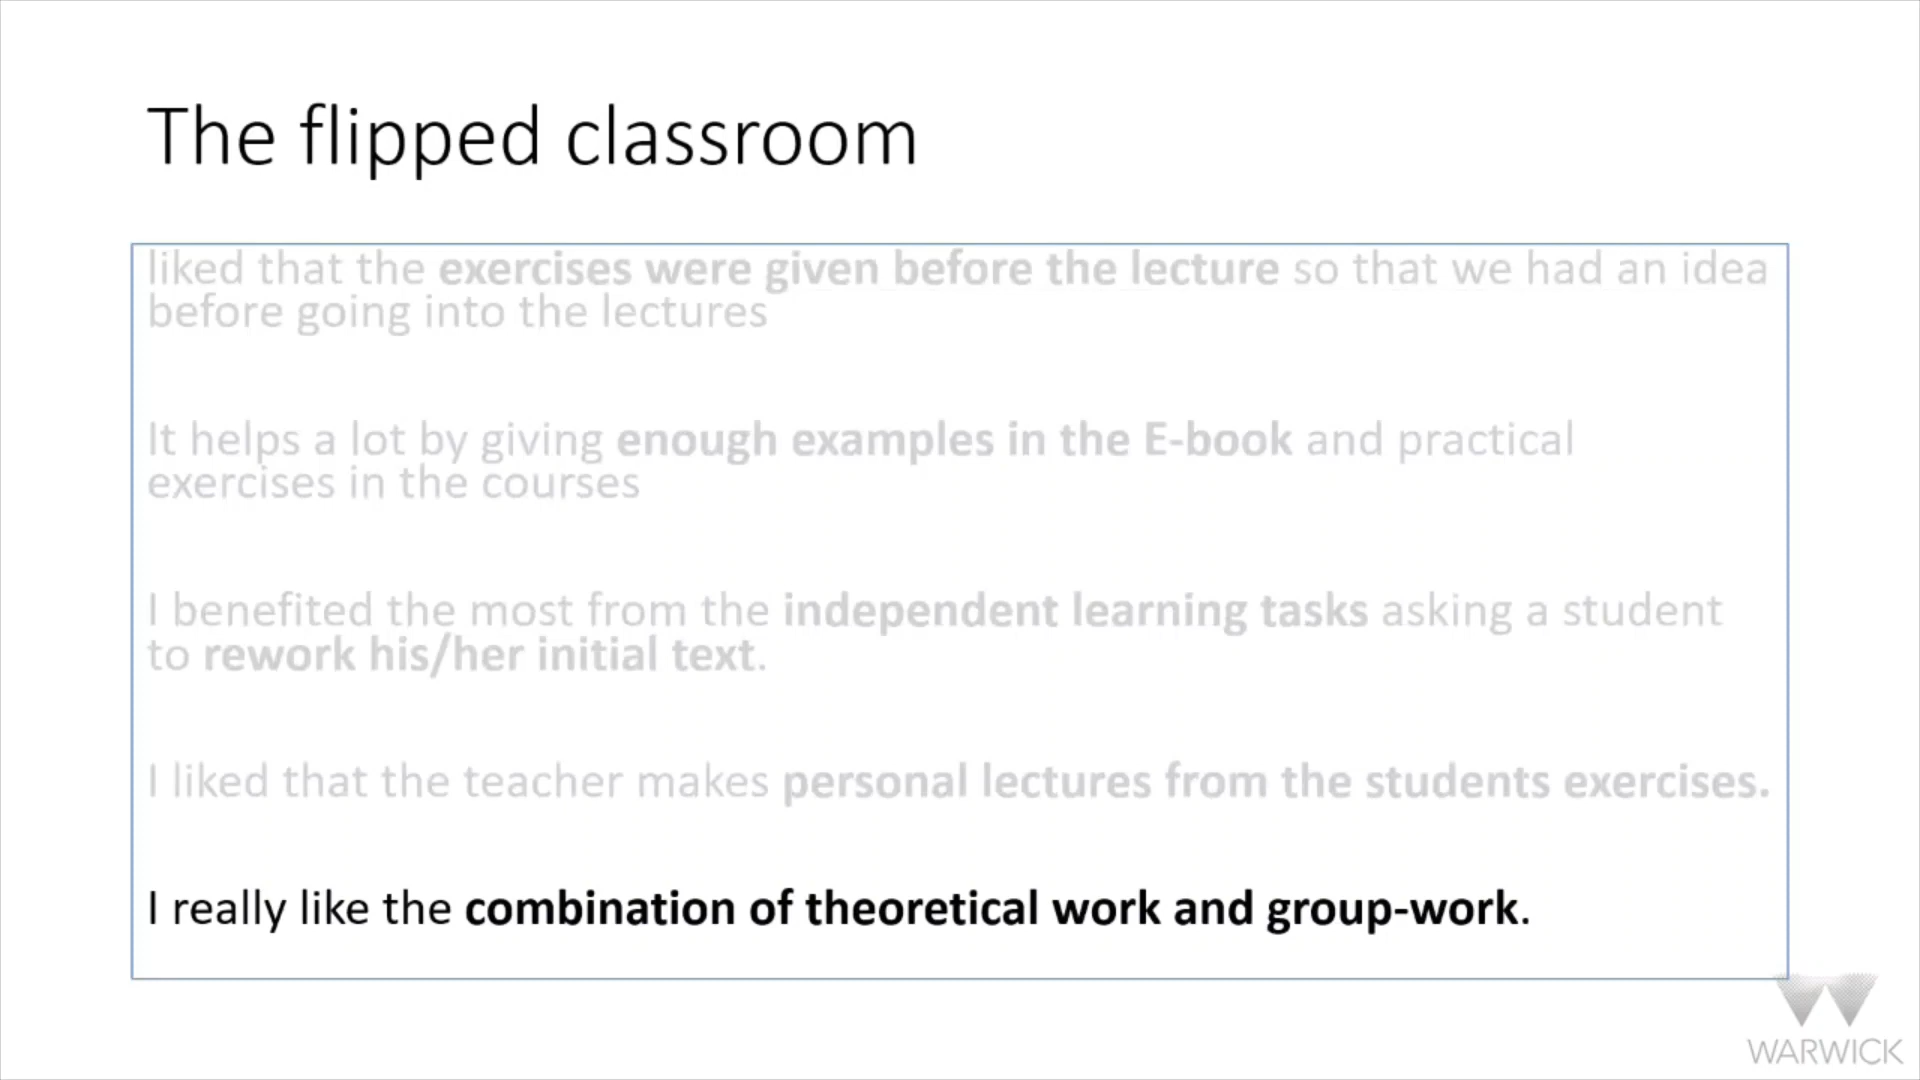 The flipped classroom
liked that the exercises were given before the lecture so that we had an idea
before going into the lectures
It helps a lot by giving enough examples in the E-book and practical
exercises in the courses
I benefited the most from the independent learning tasks asking a student
to rework his/her initial text.
I liked that the teacher makes personal lectures from the students exercises.
I really like the combination of theoretical work and group-work.
WARWICK